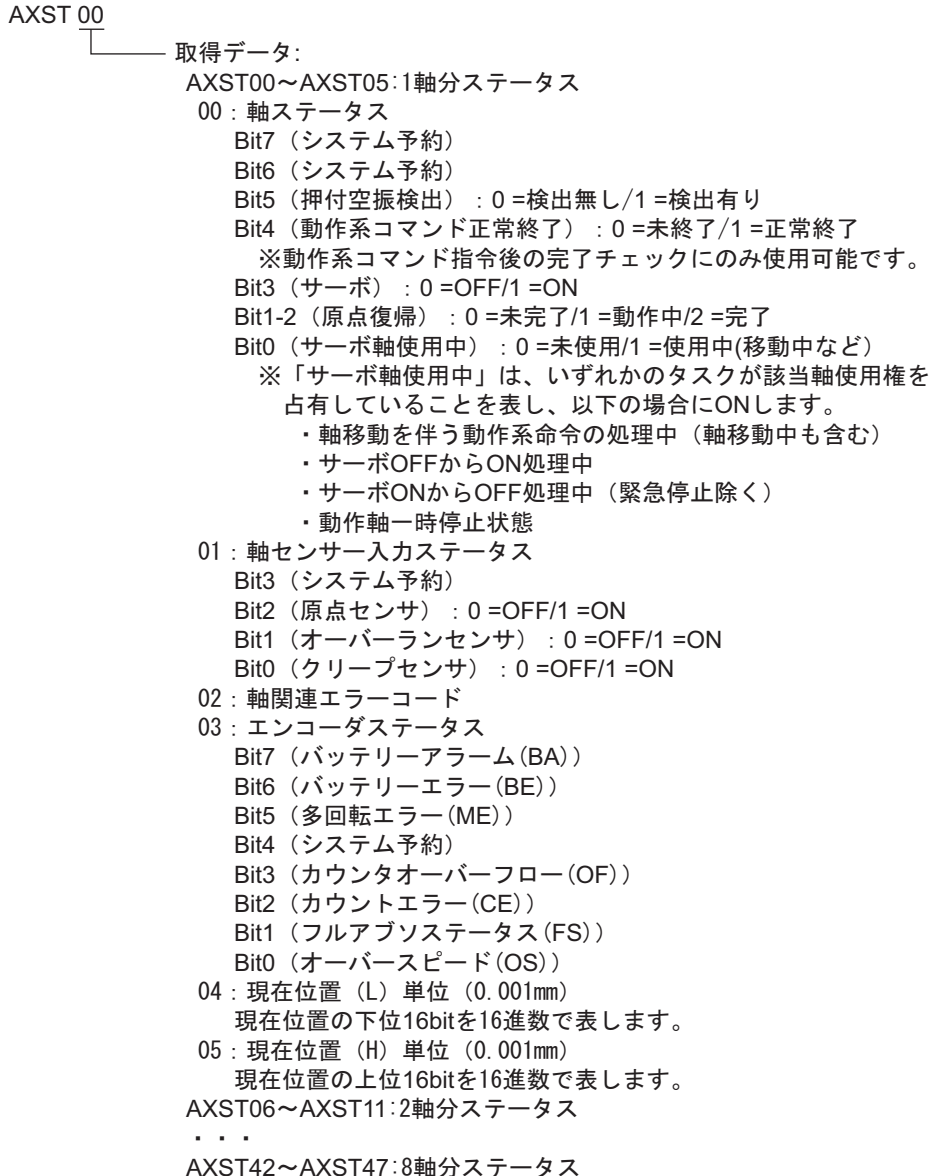 AXST 00
取得データ:
AXST00～AXST05:1軸分ステータス
00：軸ステータス
Bit7（システム予約）
Bit6（システム予約）
Bit5（押付空振検出）：0 =検出無し/1 =検出有り
Bit4（動作系コマンド正常終了）：0 =未終了/1 =正常終了
※動作系コマンド指令後の完了チェックにのみ使用可能です。
Bit3（サーボ）：0 =OFF/1 =ON
Bit1-2（原点復帰）：0 =未完了/1 =動作中/2 =完了
Bit0（サーボ軸使用中）：0 =未使用/1 =使用中(移動中など)
※「サーボ軸使用中」は、いずれかのタスクが該当軸使用権を
占有していることを表し、以下の場合にONします。
・軸移動を伴う動作系命令の処理中（軸移動中も含む）
・サーボOFFからON処理中
・サーボONからOFF処理中（緊急停止除く）
・動作軸一時停止状態
01：軸センサー入力ステータス
Bit3（システム予約）
Bit2（原点センサ）：0 =OFF/1 =ON
Bit1（オーバーランセンサ）：0 =OFF/1 =ON
Bit0（クリープセンサ）：0 =OFF/1 =ON
02：軸関連エラーコード
03：エンコーダステータス
Bit7（バッテリーアラーム(BA)）
Bit6（バッテリーエラー(BE)）
Bit5（多回転エラー(ME)）
Bit4（システム予約）
Bit3（カウンタオーバーフロー(OF)）
Bit2（カウントエラー(CE)）
Bit1（フルアブソステータス(FS)）
Bit0（オーバースピード(OS)）
04：現在位置（L）単位（0.001㎜）
現在位置の下位16bitを16進数で表します。
05：現在位置（H）単位（0.001㎜）
現在位置の上位16bitを16進数で表します。
AXST06～AXST11:2軸分ステータス
・・・
AXST42～AXST47:8軸分ステータス